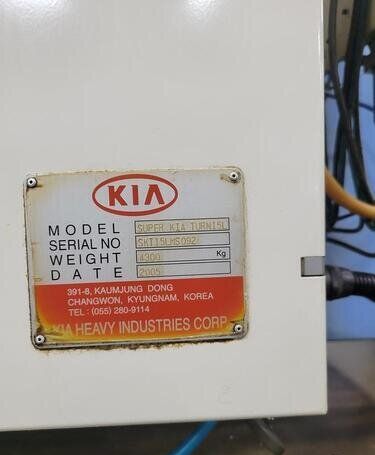 KIA
MODEL SUPER KIA TURN15L
SERIAL NO SKT15LMS092
WEIGHT 4300 Kg
DATE 2005
391-8, KAUMJUNG DONG
CHANGWON, KYUNGNAM, KOREA
TEL : (055) 280-9114
KIA HEAVY INDUSTRIES CORP.